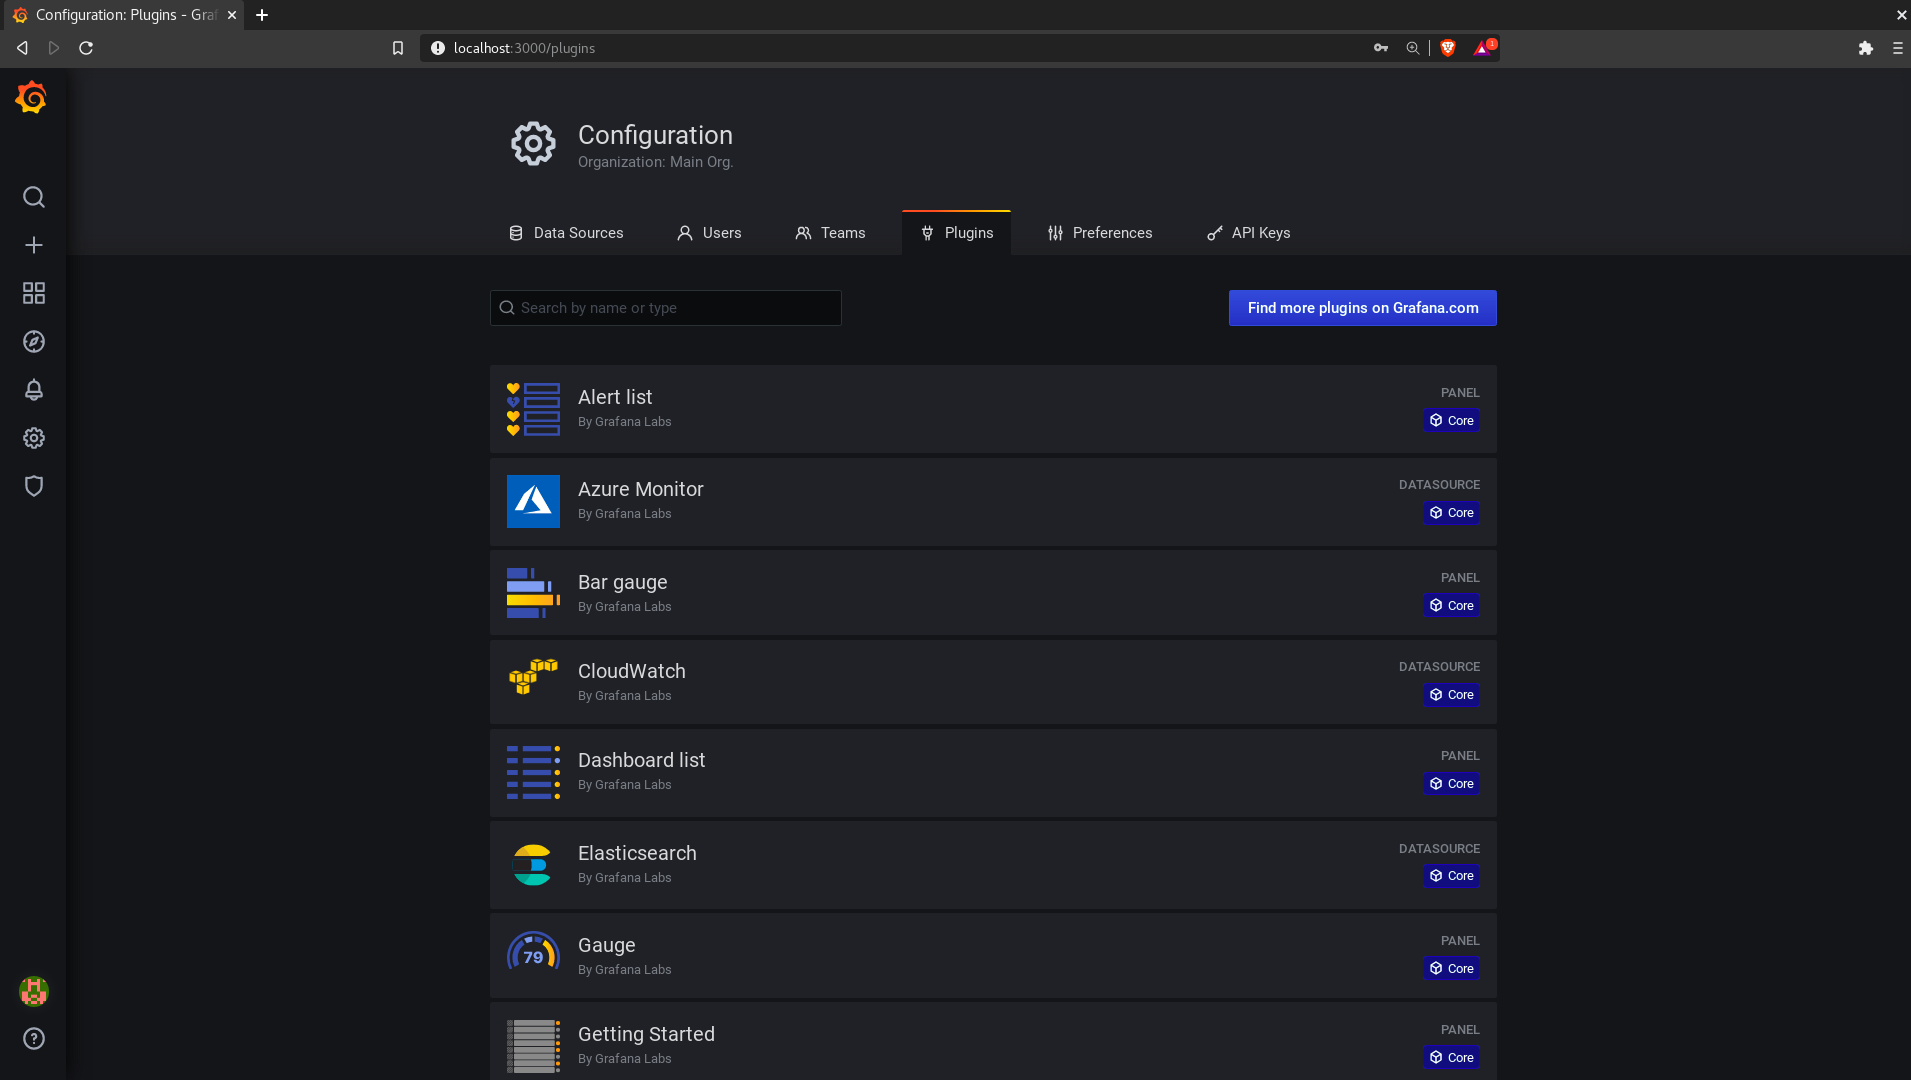 Configuration: Plugins - Graf
localhost:3000/plugins
1
Configuration
Organization: Main Org.
Data Sources
Users
Teams
Plugins
Preferences
API Keys
Search by name or type
Find more plugins on Grafana.com
Alert list
By Grafana Labs
PANEL
Core
Azure Monitor
By Grafana Labs
DATASOURCE
Core
Bar gauge
By Grafana Labs
PANEL
Core
CloudWatch
By Grafana Labs
DATASOURCE
Core
Dashboard list
By Grafana Labs
PANEL
Core
Elasticsearch
By Grafana Labs
DATASOURCE
Core
79
Gauge
By Grafana Labs
PANEL
Core
Getting Started
By Grafana Labs
PANEL
Core